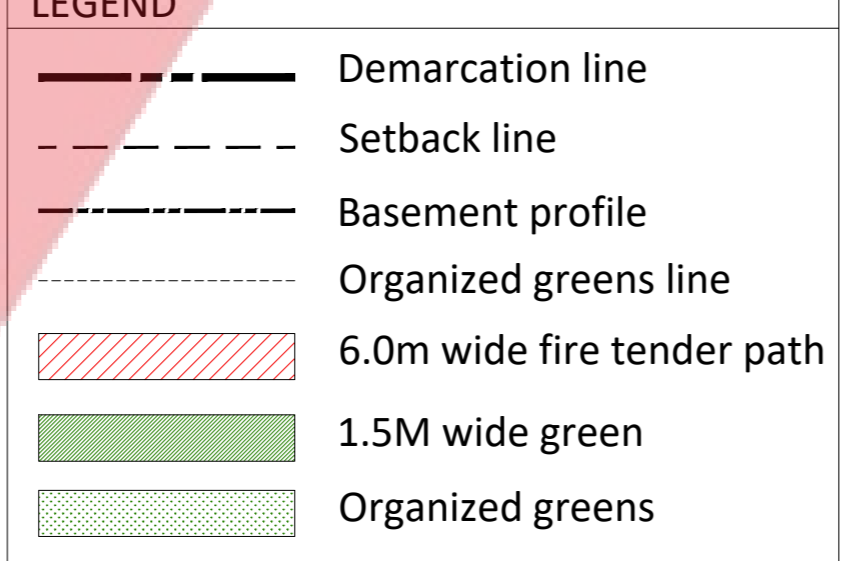 LEGEND
Demarcation line
Setback line
Basement profile
Organized greens line
6.0m wide fire tender path
1.5M wide green
Organized greens